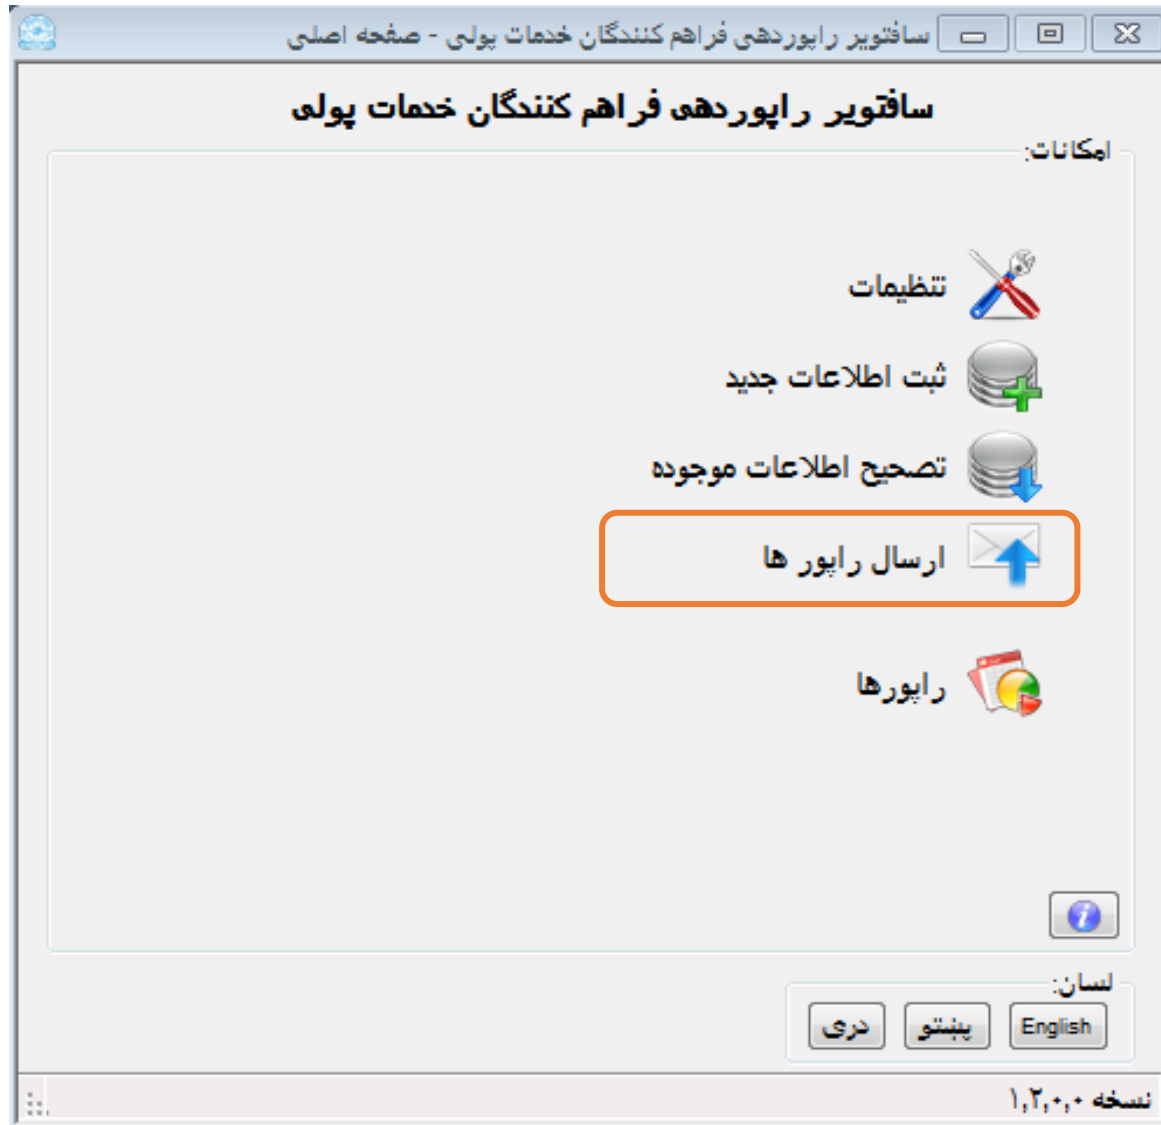 سافتویر راپوردهی فراهم کنندگان خدمات پولی - صفحه اصلی
سافتویر راپوردهی فراهم کنندگان خدمات پولی
امکانات:
تنظیمات
ثبت اطلاعات جدید
تصحیح اطلاعات موجوده
ارسال راپور ها
راپورها
لسان:
English پښتو دری
نسخه ۱,۲,۰,۰